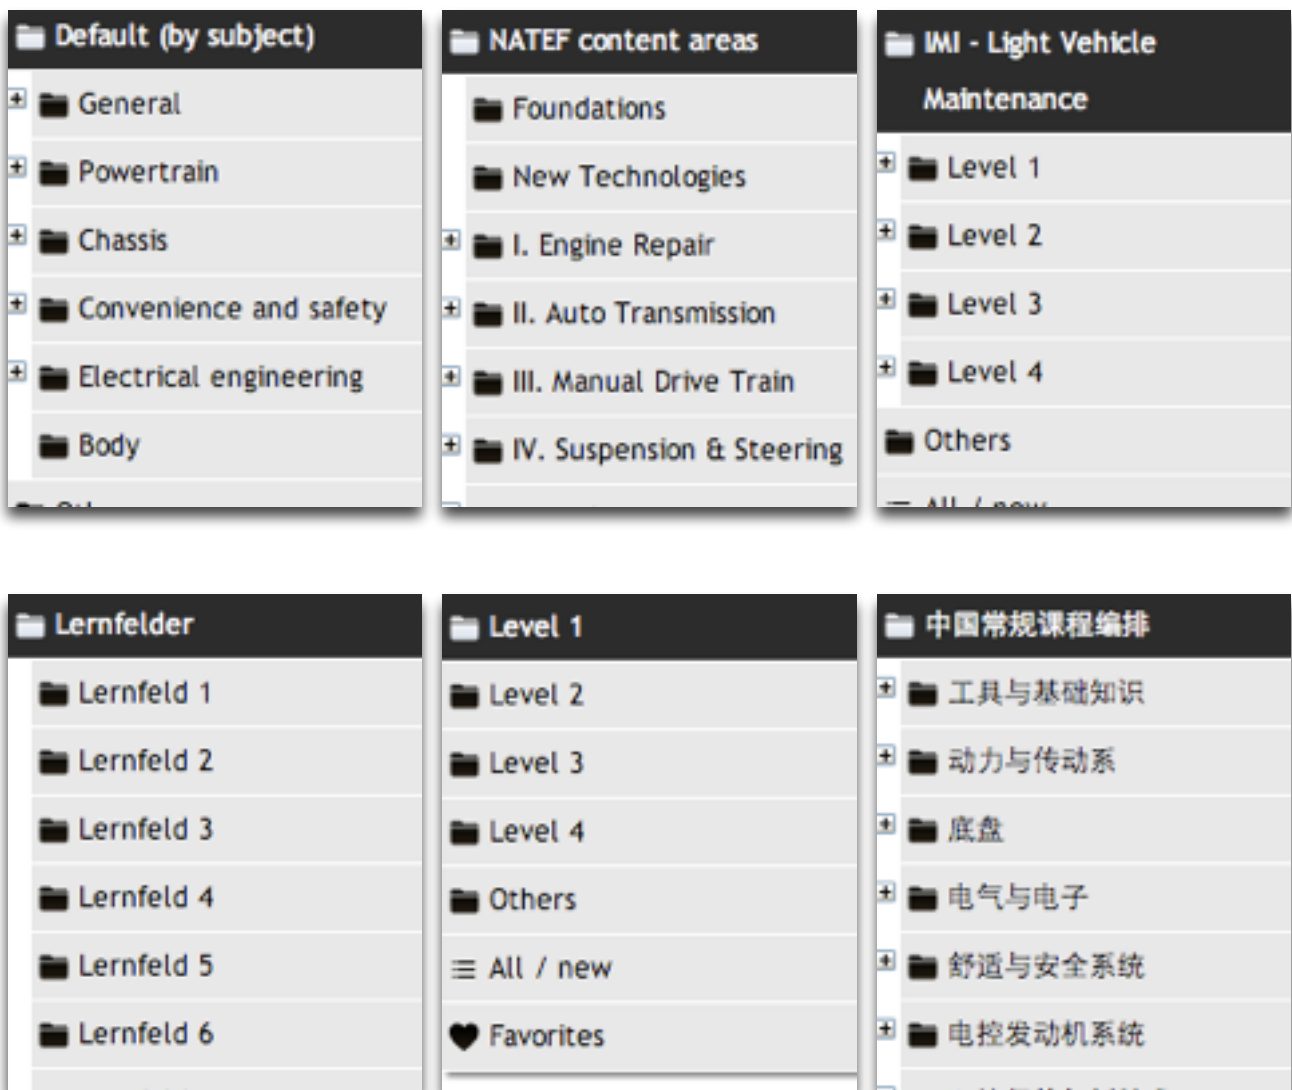 Default (by subject)
General
Powertrain
Chassis
Convenience and safety
Electrical engineering
Body
NATEF content areas
Foundations
New Technologies
I. Engine Repair
II. Auto Transmission
III. Manual Drive Train
IV. Suspension & Steering
IMI - Light Vehicle
Maintenance
Level 1
Level 2
Level 3
Level 4
Others
All / new
Lernfelder
Lernfeld 1
Lernfeld 2
Lernfeld 3
Lernfeld 4
Lernfeld 5
Lernfeld 6
Level 1
Level 2
Level 3
Level 4
Others
All / new
Favorites
中国常规课程编排
工具与基础知识
动力与传动系
底盘
电气与电子
舒适与安全系统
电控发动机系统